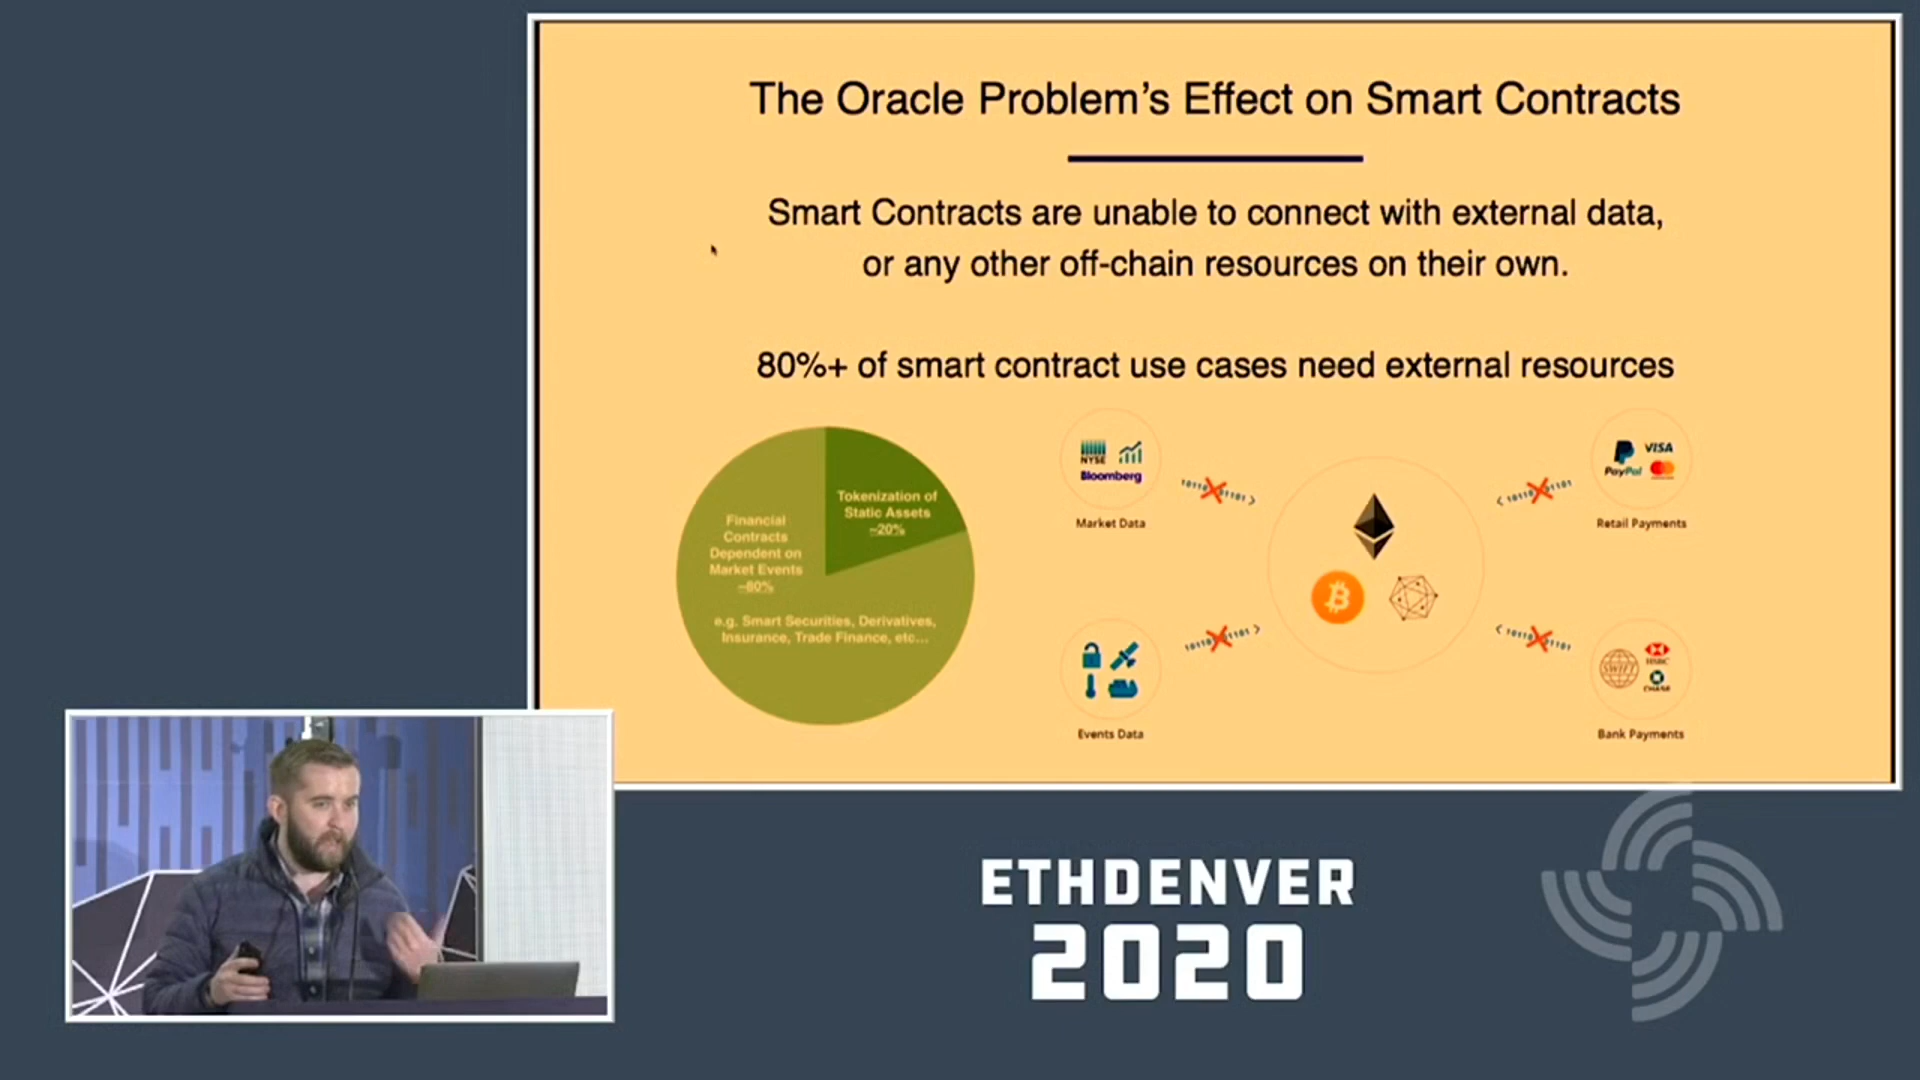 The Oracle Problem’s Effect on Smart Contracts
Smart Contracts are unable to connect with external data,
or any other off-chain resources on their own.
80%+ of smart contract use cases need external resources
Tokenization of
Static Assets
~20%
Financial
Contracts
Dependent on
Market Events
~80%
e.g. Smart Securities, Derivatives,
Insurance, Trade Finance, etc...
NYSE
Bloomberg
Market Data
Events Data
PayPal VISA
Retail Payments
SWIFT
HSBC
CHASE
Bank Payments
ETHDENVER
2020